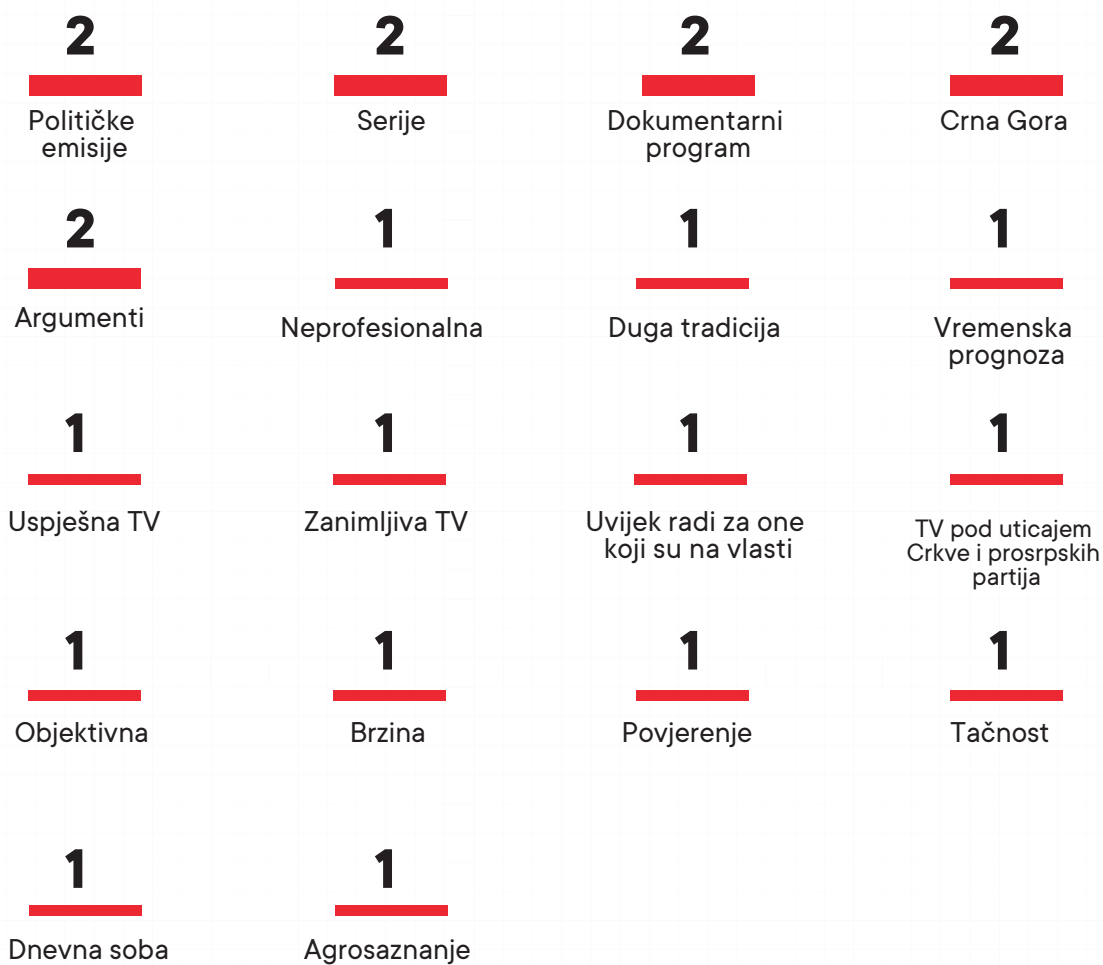 2
Političke
emisije
2
Serije
2
Dokumentarni
program
2
Crna Gora
2
Argumenti
1
Neprofesionalna
1
Duga tradicija
1
Vremenska
prognoza
1
Uspješna TV
1
Zanimljiva TV
1
Uvijek radi za one
koji su na vlasti
1
TV pod uticajem
Crkve i prosrpskih
partija
1
Objektivna
1
Brzina
1
Povjerenje
1
Tačnost
1
Dnevna soba
1
Agrosaznanje